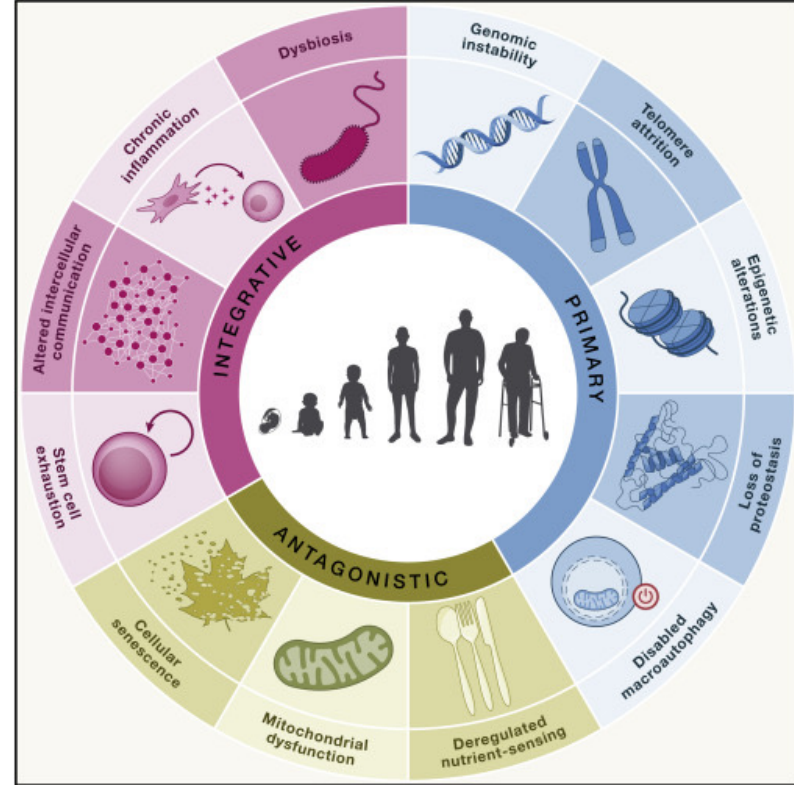 Genomic
instability
Telomere
attrition
Epigenetic
alterations
Loss of
proteostasis
Disabled
macroautophagy
Deregulated
nutrient-sensing
Mitochondrial
dysfunction
Cellular
senescence
Stem cell
exhaustion
Altered intercellular
communication
Chronic
inflammation
Dysbiosis
PRIMARY
ANTAGONISTIC
INTEGRATIVE